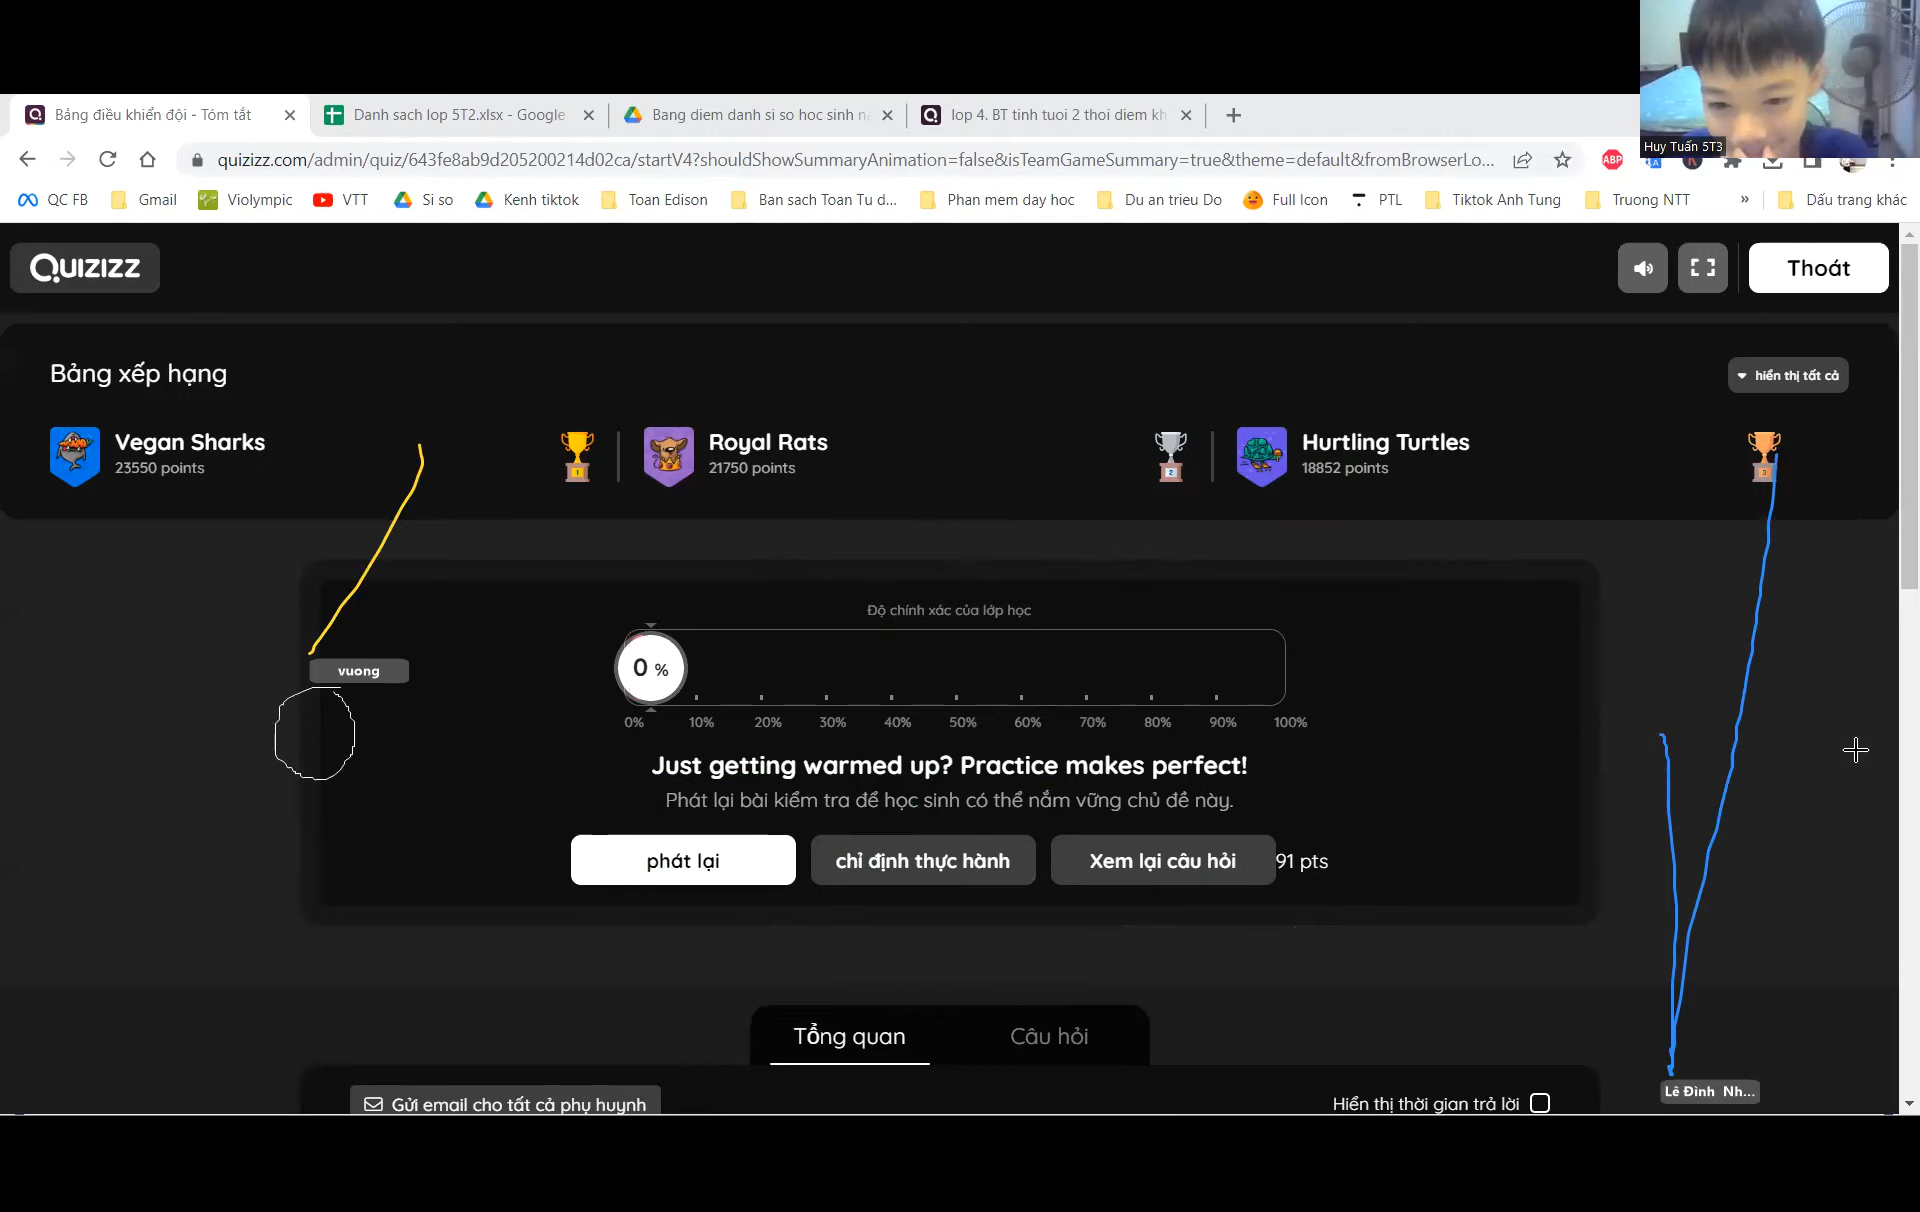 Bảng điều khiển đội - Tóm tắt
Danh sach lop 5T2.xlsx - Google
Bang diem danh si so hoc sinh n
lop 4. BT tinh tuoi 2 thoi diem kh
Huy Tuấn 5T3
quizizz.com/admin/quiz/643fe8ab9d205200214d02ca/startV4?shouldShowSummaryAnimation=false&isTeamGameSummary=true&theme=default&fromBrowserLo...
ABP
QC FB
Gmail
Violympic
VTT
Si so
Kenh tiktok
Toan Edison
Ban sach Toan Tu d...
Phan mem day hoc
Du an trieu Do
Full Icon
PTL
Tiktok Anh Tung
Truong NTT
»
Dấu trang khác
QUIZIZZ
Thoát
Bảng xếp hạng
hiển thị tất cả
Vegan Sharks
23550 points
1
Royal Rats
21750 points
2
Hurtling Turtles
18852 points
3
Độ chính xác của lớp học
vuong
0 %
0% 10% 20% 30% 40% 50% 60% 70% 80% 90% 100%
Just getting warmed up? Practice makes perfect!
Phát lại bài kiểm tra để học sinh có thể nắm vững chủ đề này.
phát lại
chỉ định thực hành
Xem lại câu hỏi
91 pts
Tổng quan
Câu hỏi
Lê Đình Nh...
Gửi email cho tất cả phụ huynh
Hiển thị thời gian trả lời